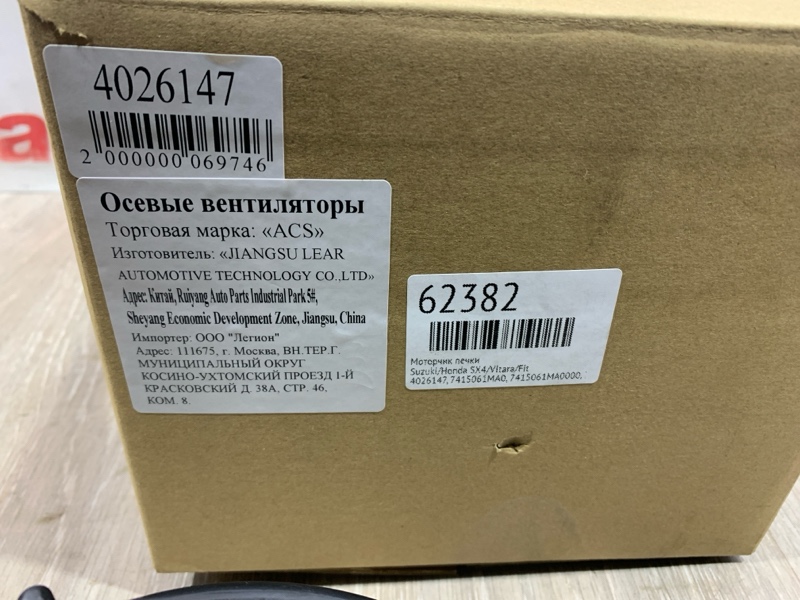 4026147
2 000000 069746
Осевые вентиляторы
Торговая марка: «ACS»
Изготовитель: «JIANGSU LEAR
AUTOMOTIVE TECHNOLOGY CO.,LTD»
Адрес: Китай, Ruiyang Auto Parts Industrial Park 5#,
Sheyang Economic Development Zone, Jiangsu, China
Импортер: ООО "Легион"
Адрес: 111675, г. Москва, ВН.ТЕР.Г.
МУНИЦИПАЛЬНЫЙ ОКРУГ
КОСИНО-УХТОМСКИЙ ПРОЕЗД 1-Й
КРАСКОВСКИЙ Д. 38А, СТР. 46,
КОМ. 8.
62382
Моторчик печки
Suzuki/Honda SX4/Vitara/Fit
4026147, 7415061MA0, 7415061MA0000,
a